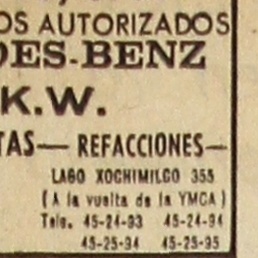 OS AUTORIZADOS
DES-BENZ
K.W.
TAS— REFACCIONES—
LAGO XOCHIMILCO 355
(A la vuelta de la YMCA)
Tels. 45-24-93 45-24-94
45-25-94 45-25-95